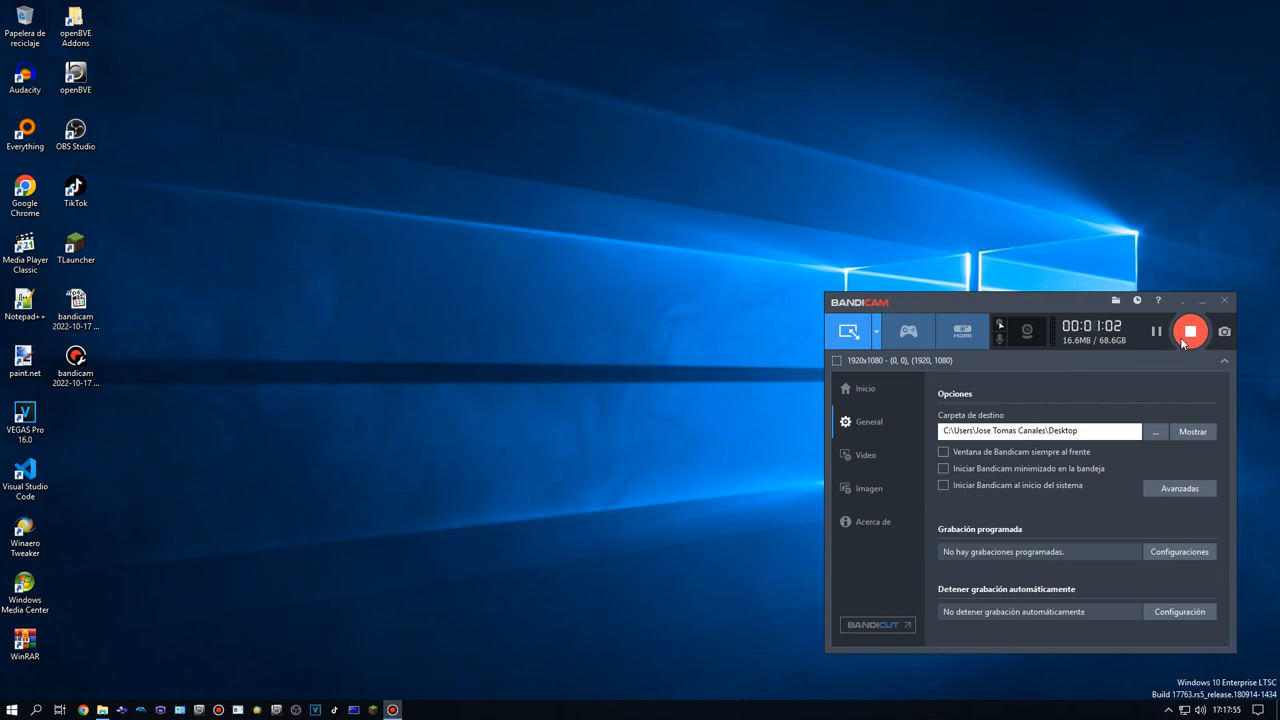 Papelera de
reciclaje
openBVE
Addons
Audacity
openBVE
Everything
OBS Studio
Google
Chrome
TikTok
Media Player
Classic
TLauncher
Notepad++
bandicam
2022-10-17 ...
paint.net
bandicam
2022-10-17 ...
VEGAS Pro
16.0
Visual Studio
Code
Winaero
Tweaker
Windows
Media Center
WinRAR
BANDICAM
HDMI
00:01:02
16.6MB / 68.6GB
1920x1080 - (0, 0), (1920, 1080)
Inicio
General
Video
Imagen
Acerca de
BANDICUT
Opciones
Carpeta de destino
C:\Users\Jose Tomas Canales\Desktop
...
Mostrar
Ventana de Bandicam siempre al frente
Iniciar Bandicam minimizado en la bandeja
Iniciar Bandicam al inicio del sistema
Avanzadas
Grabación programada
No hay grabaciones programadas.
Configuraciones
Detener grabación automáticamente
No detener grabación automáticamente
Configuración
Windows 10 Enterprise LTSC
Build 17763.rs5_release.180914-1434
17:17:55